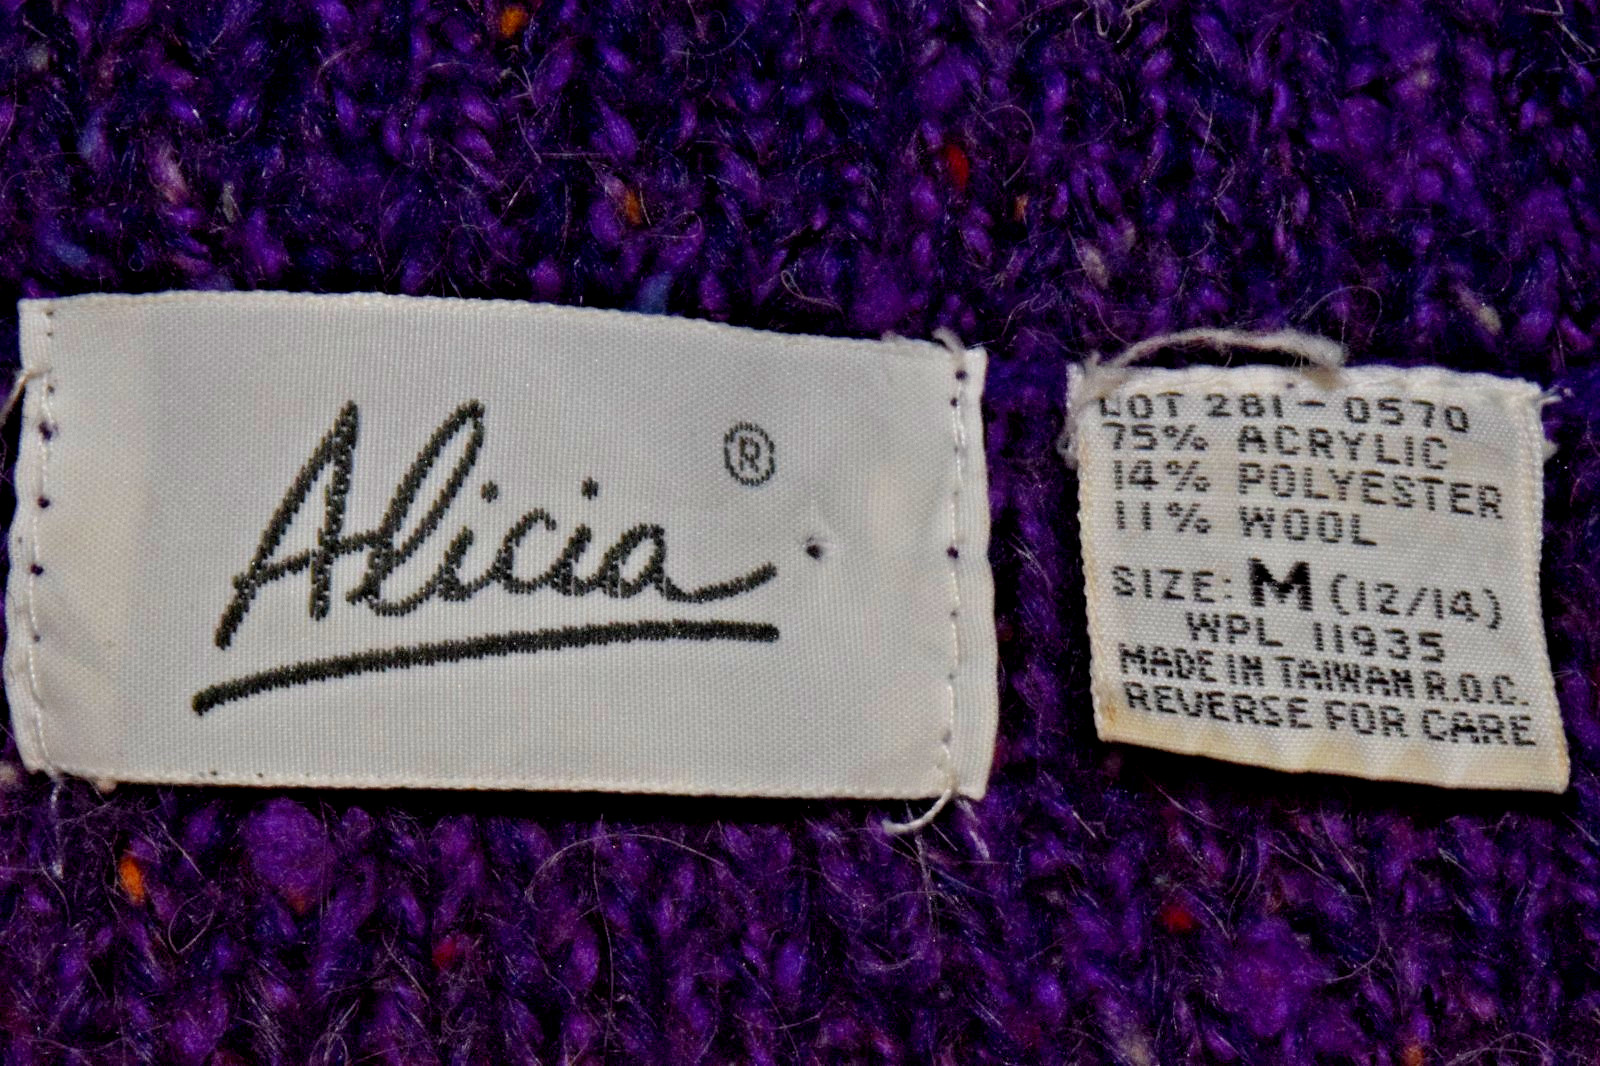 Alicia ®
LOT 281-0570
75% ACRYLIC
14% POLYESTER
11% WOOL
SIZE: M (12/14)
WPL 11935
MADE IN TAIWAN R.O.C.
REVERSE FOR CARE